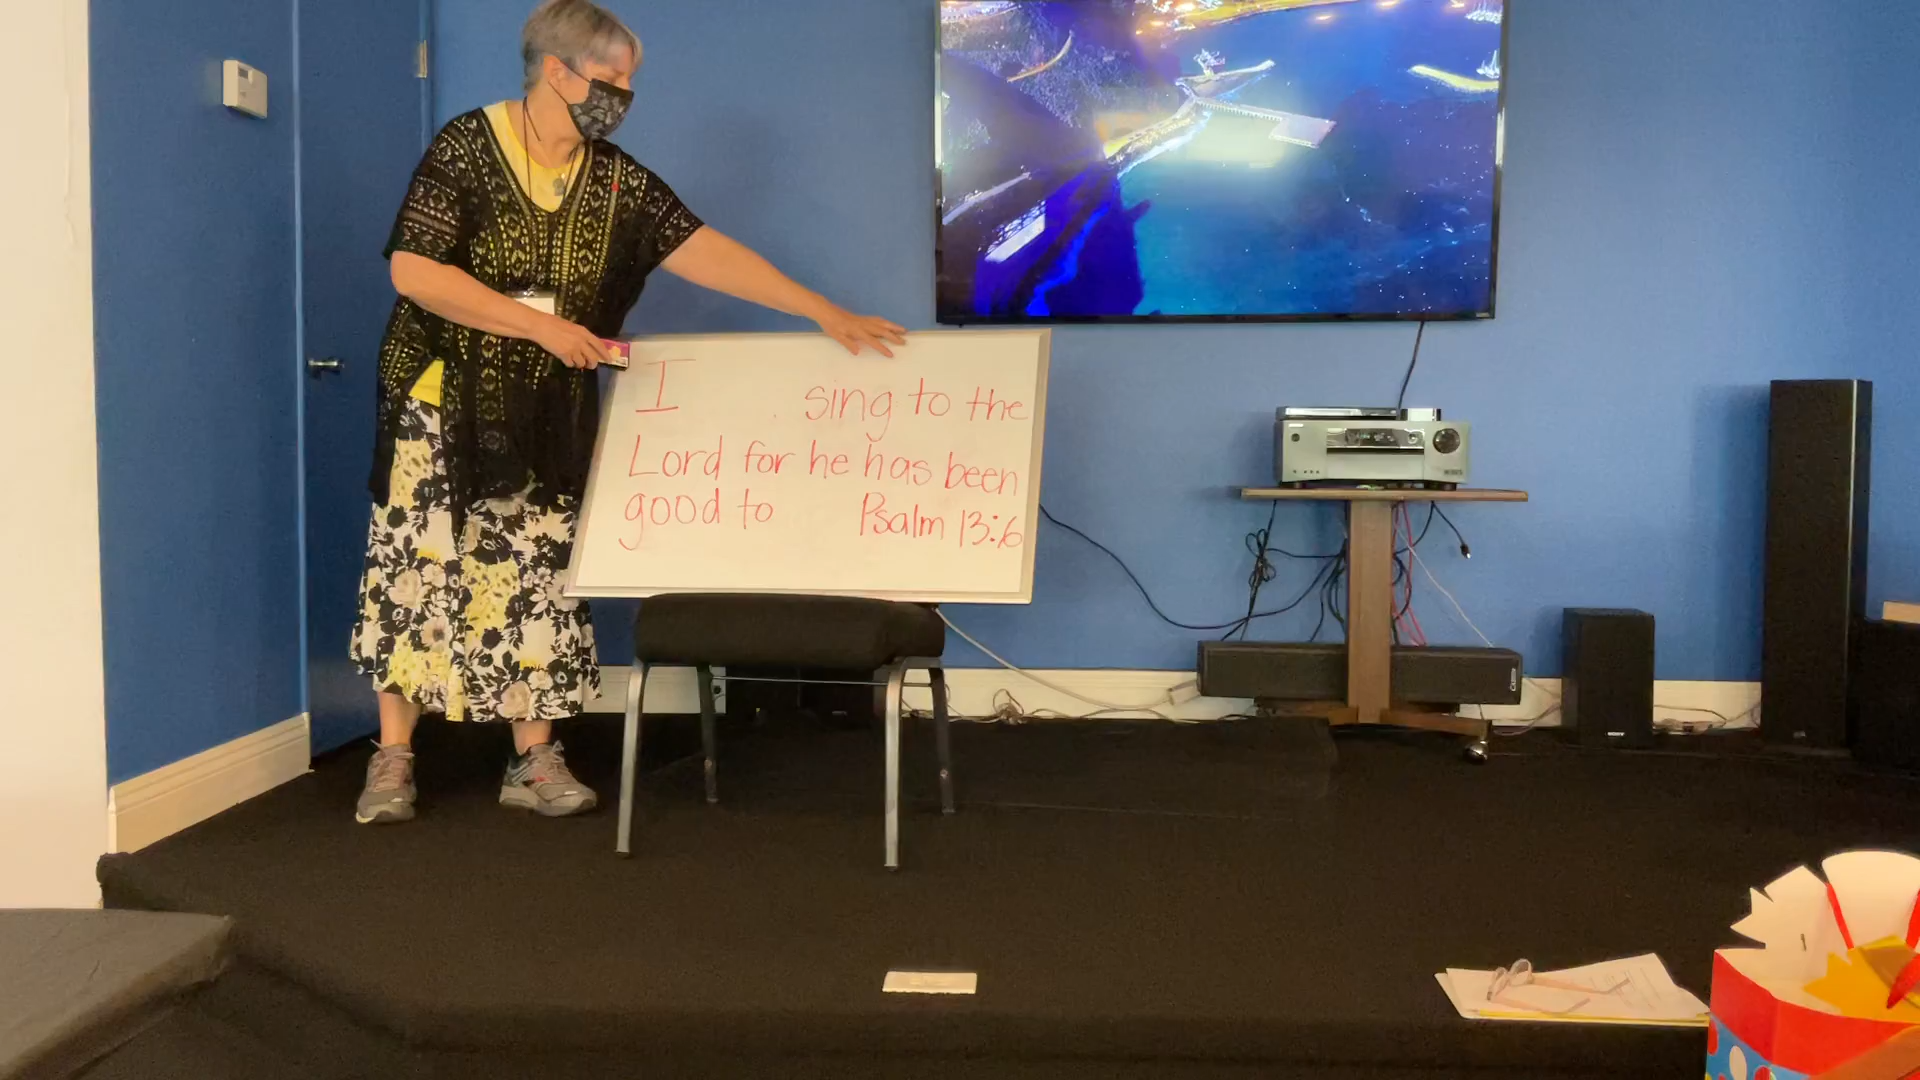 I sing to the
Lord for he has been
good to Psalm 13:6